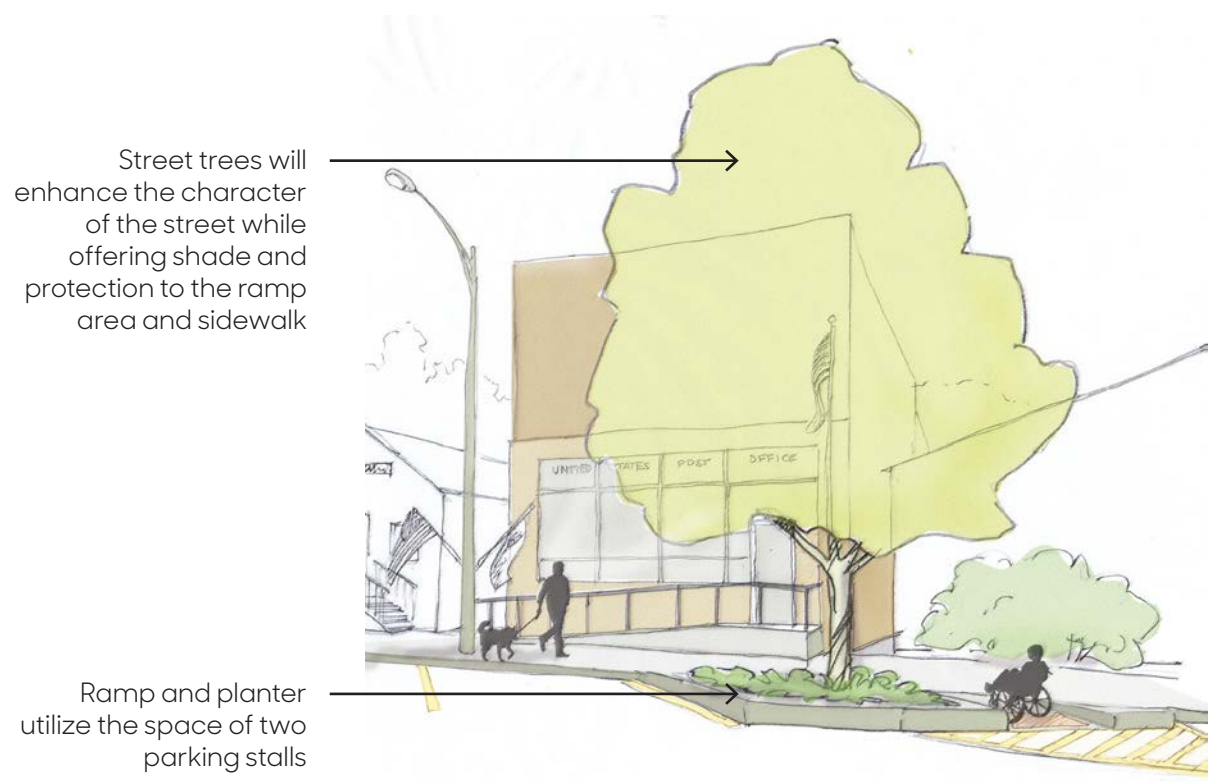 Street trees will
enhance the character
of the street while
offering shade and
protection to the ramp
area and sidewalk
UNITED STATES POST OFFICE
Ramp and planter
utilize the space of two
parking stalls